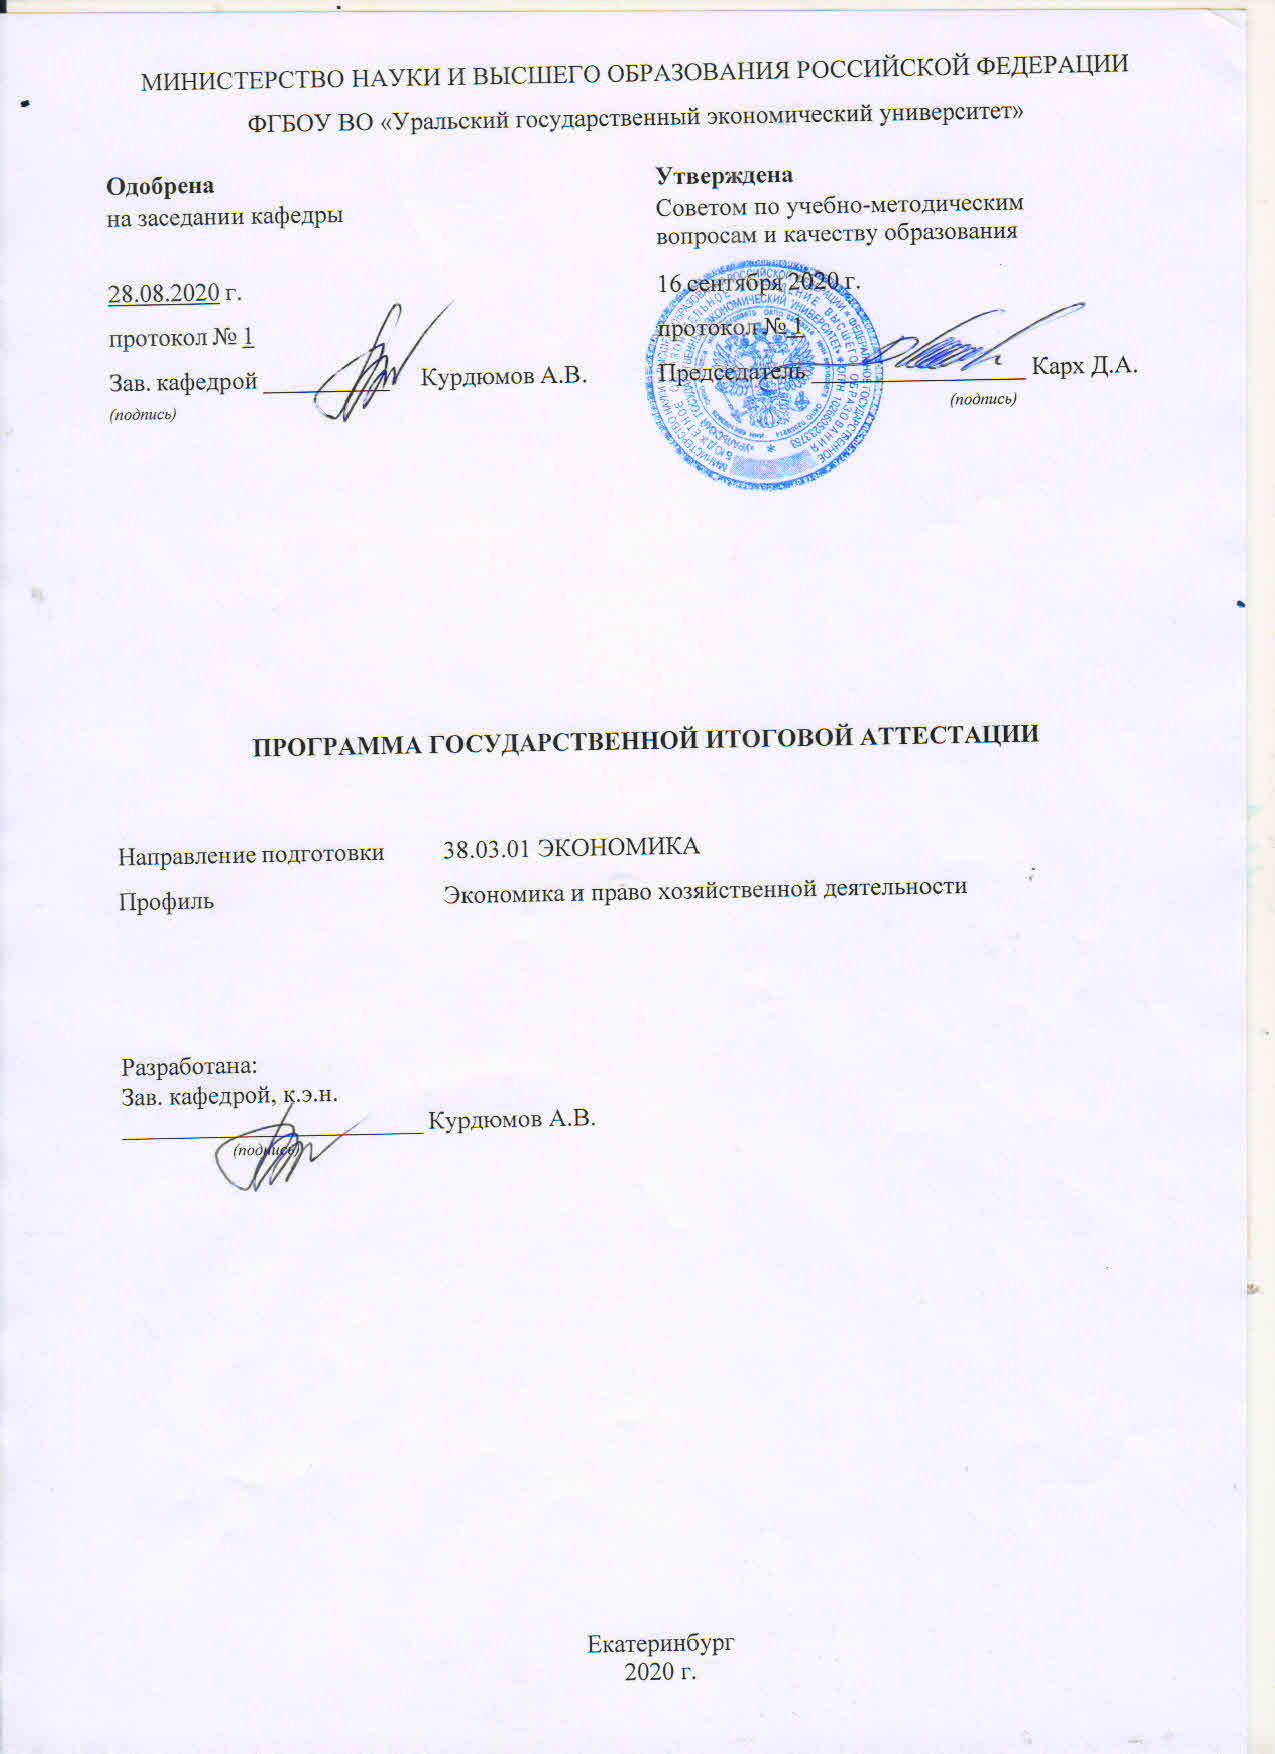 МИНИСТЕРСТВО НАУКИ И ВЫСШЕГО ОБРАЗОВАНИЯ РОССИЙСКОЙ ФЕДЕРАЦИИ
ФГБОУ ВО «Уральский государственный экономический университет»
Одобрена
на заседании кафедры
28.08.2020 г.
протокол № 1
Зав. кафедрой Курдюмов А.В.
(подпись)
Утверждена
Советом по учебно-методическим
вопросам и качеству образования
16 сентября 2020 г.
протокол № 1
Председатель Карх Д.А.
(подпись)
ПРОГРАММА ГОСУДАРСТВЕННОЙ ИТОГОВОЙ АТТЕСТАЦИИ
Направление подготовки 38.03.01 ЭКОНОМИКА
Профиль Экономика и право хозяйственной деятельности
Разработана:
Зав. кафедрой, к.э.н.
Курдюмов А.В.
(подпись)
Екатеринбург
2020 г.